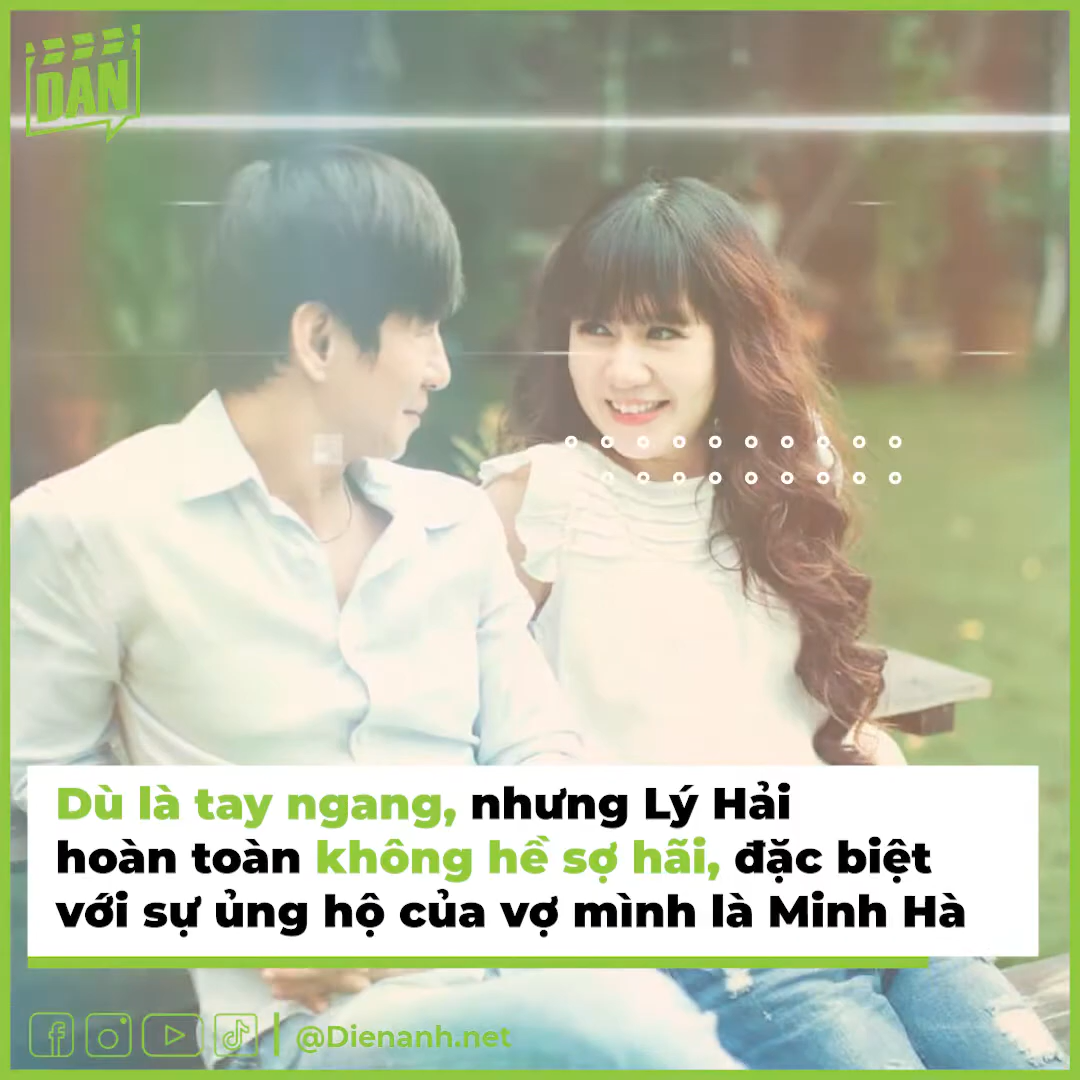 DAN
Dù là tay ngang, nhưng Lý Hải
hoàn toàn không hề sợ hãi, đặc biệt
với sự ủng hộ của vợ mình là Minh Hà
@Dienanh.net